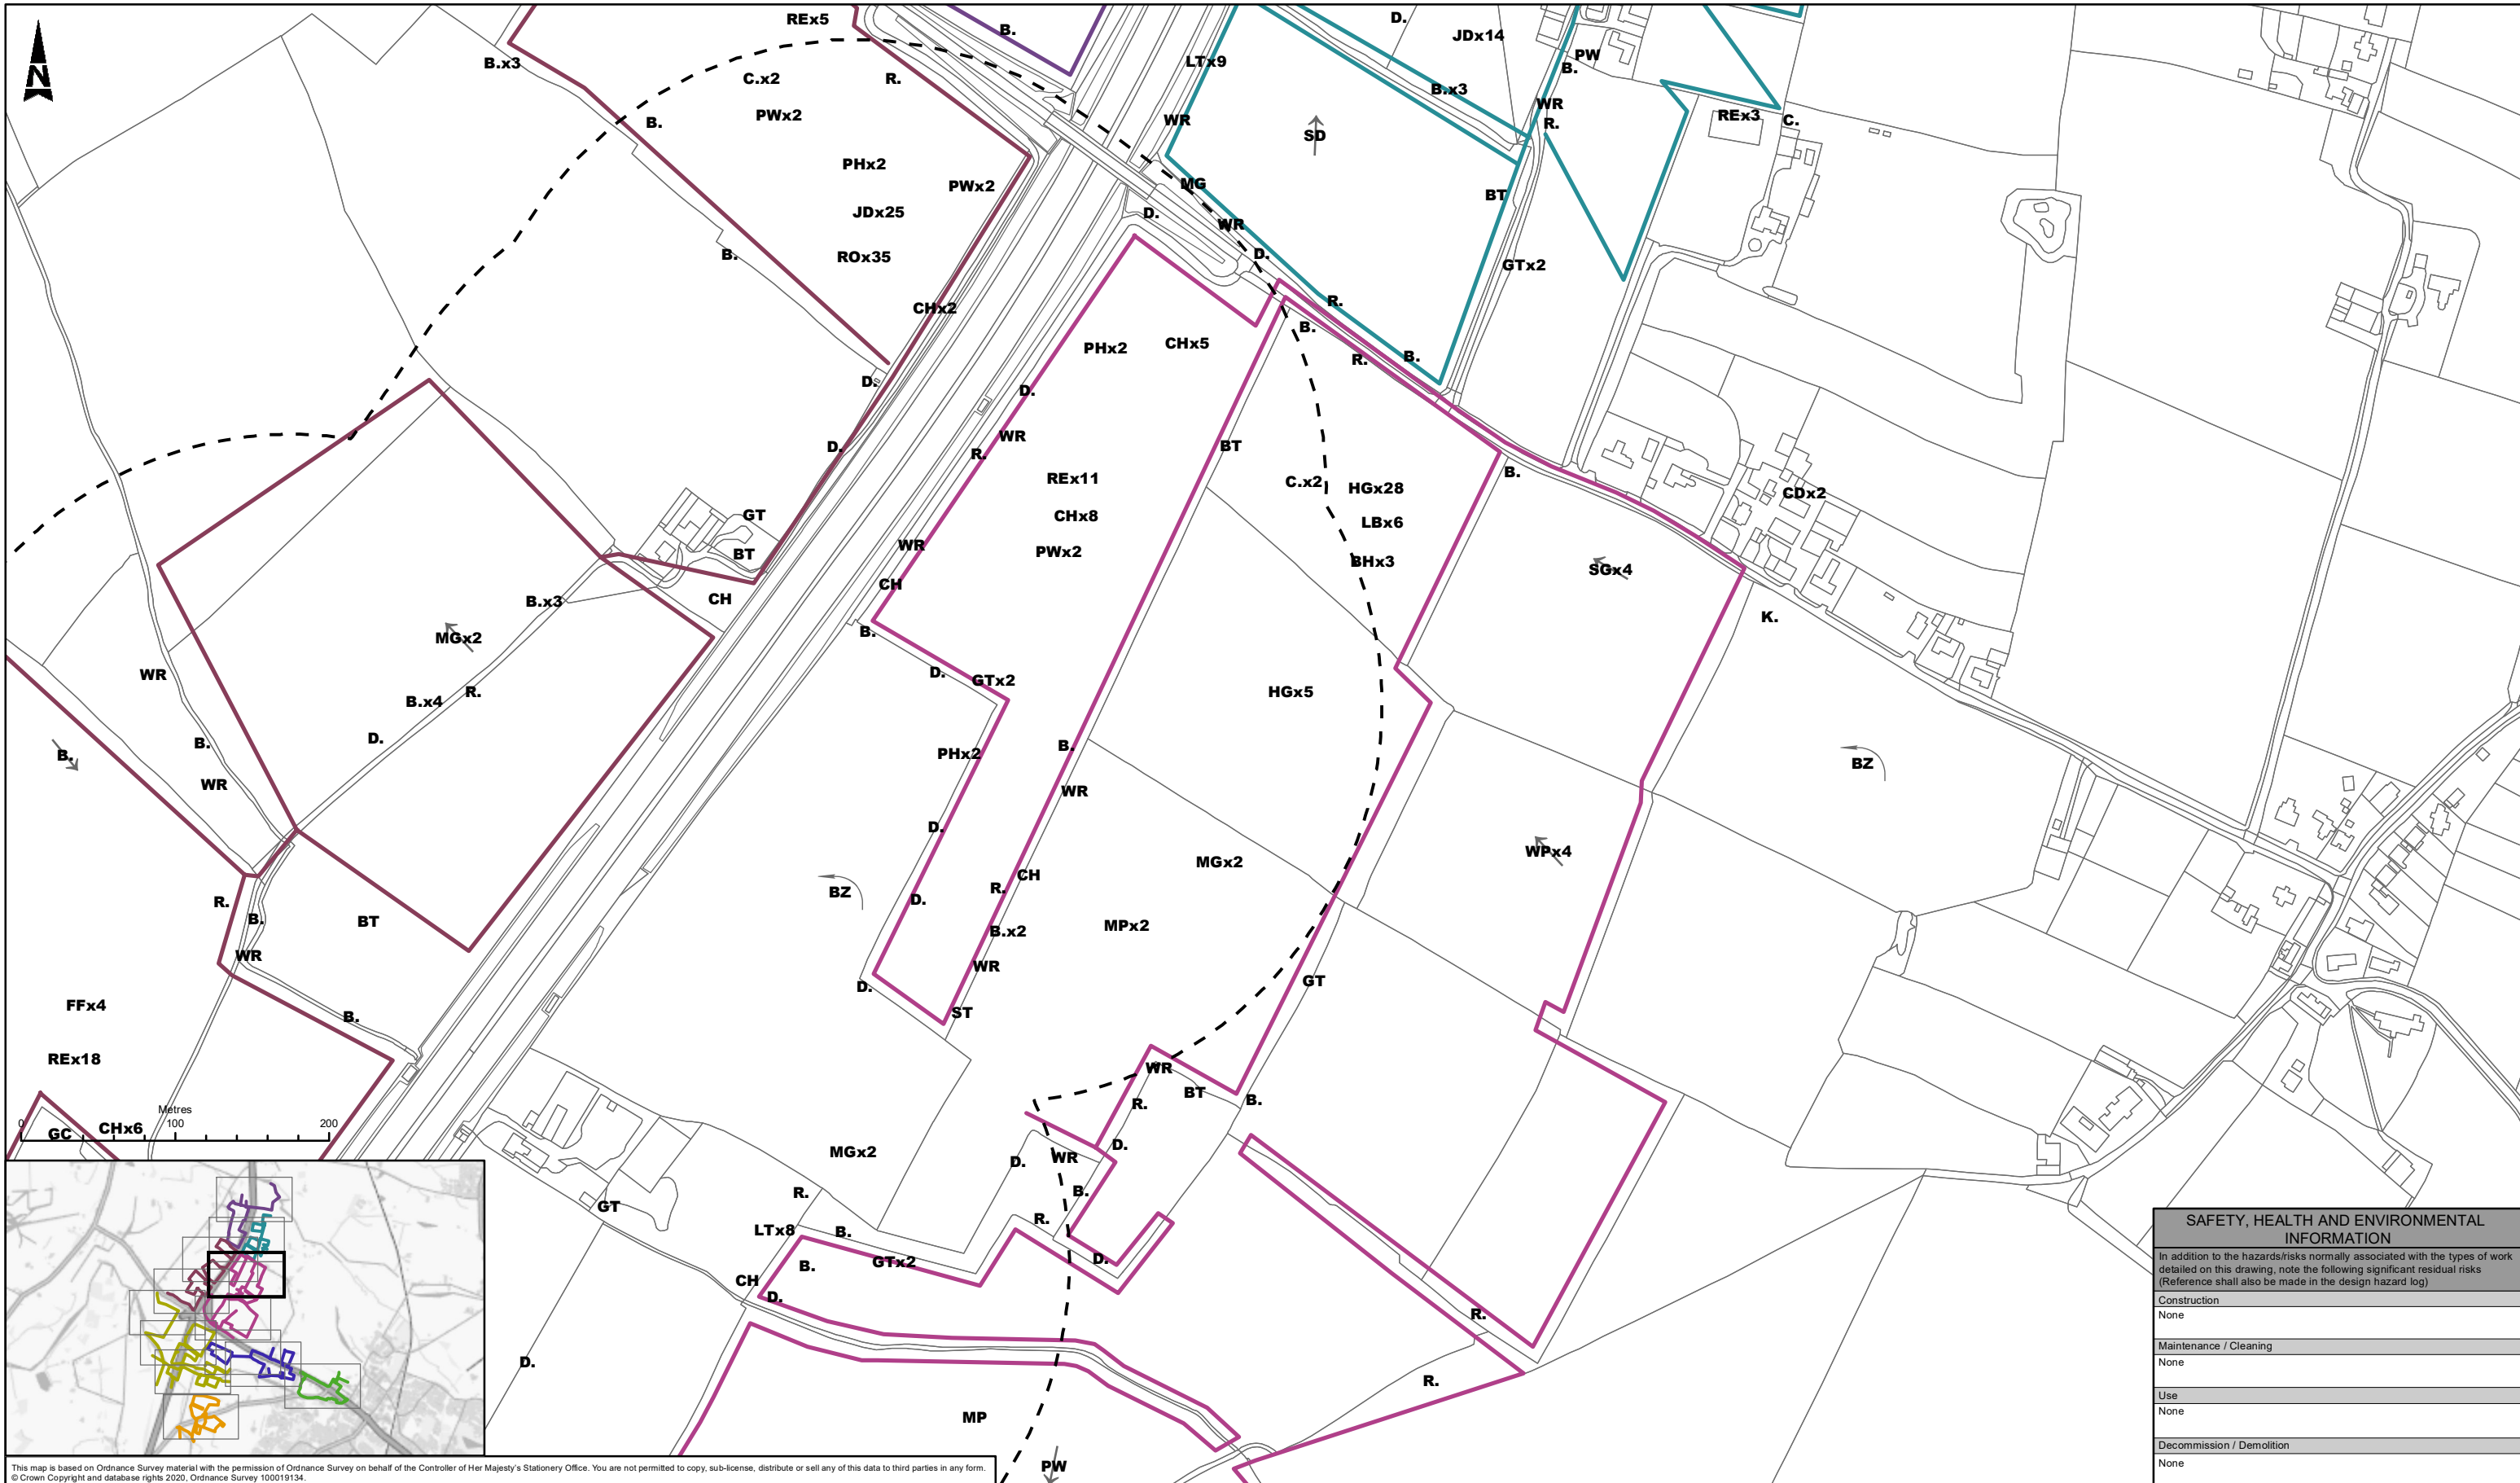 N
RE x5
B.
D.
JDx14
B.x3
C.x2
R.
LTx9
PW
B.
B.x3
PWx2
B.
WR
WR
R.
RE x3
C.
SD
PHx2
PWx2
MG
BT
JDx25
D.
WR
ROx35
B.
D.
GTx2
CHx2
R.
B.
PHx2
CHx5
R.
B.
D.
D.
WR
BT
D.
R.
B.
RE x11
C.x2
HGx28
CDx2
GT
CHx8
LBx6
WR
BT
PWx2
BHx3
SGx4
CH
CH
B.x3
K.
B.
MGx2
WR
D.
GTx2
R.
HGx5
B.x4
D.
B.
B.
PHx2
B.
BZ
WR
WR
D.
WPx4
MGx2
CH
R.
BZ
R.
D.
B.
BT
B.x2
MPx2
WR
WR
GT
D.
FFx4
ST
B.
RE x18
WR
Metres
0
100
200
BT
B.
R.
GC
CHx6
D.
MGx2
D.
WR
R.
B.
GT
R.
LTx8
B.
D.
GTx2
B.
CH
D.
R.
D.
R.
MP
PW
SAFETY, HEALTH AND ENVIRONMENTAL
INFORMATION
In addition to the hazards/risks normally associated with the types of work
detailed on this drawing, note the following significant residual risks
(Reference shall also be made in the design hazard log)
Construction
None
Maintenance / Cleaning
None
Use
None
Decommission / Demolition
None
This map is based on Ordnance Survey material with the permission of Ordnance Survey on behalf of the Controller of Her Majesty's Stationery Office. You are not permitted to copy, sub-license, distribute or sell any of this data to third parties in any form.
© Crown Copyright and database rights 2020, Ordnance Survey 100019134.